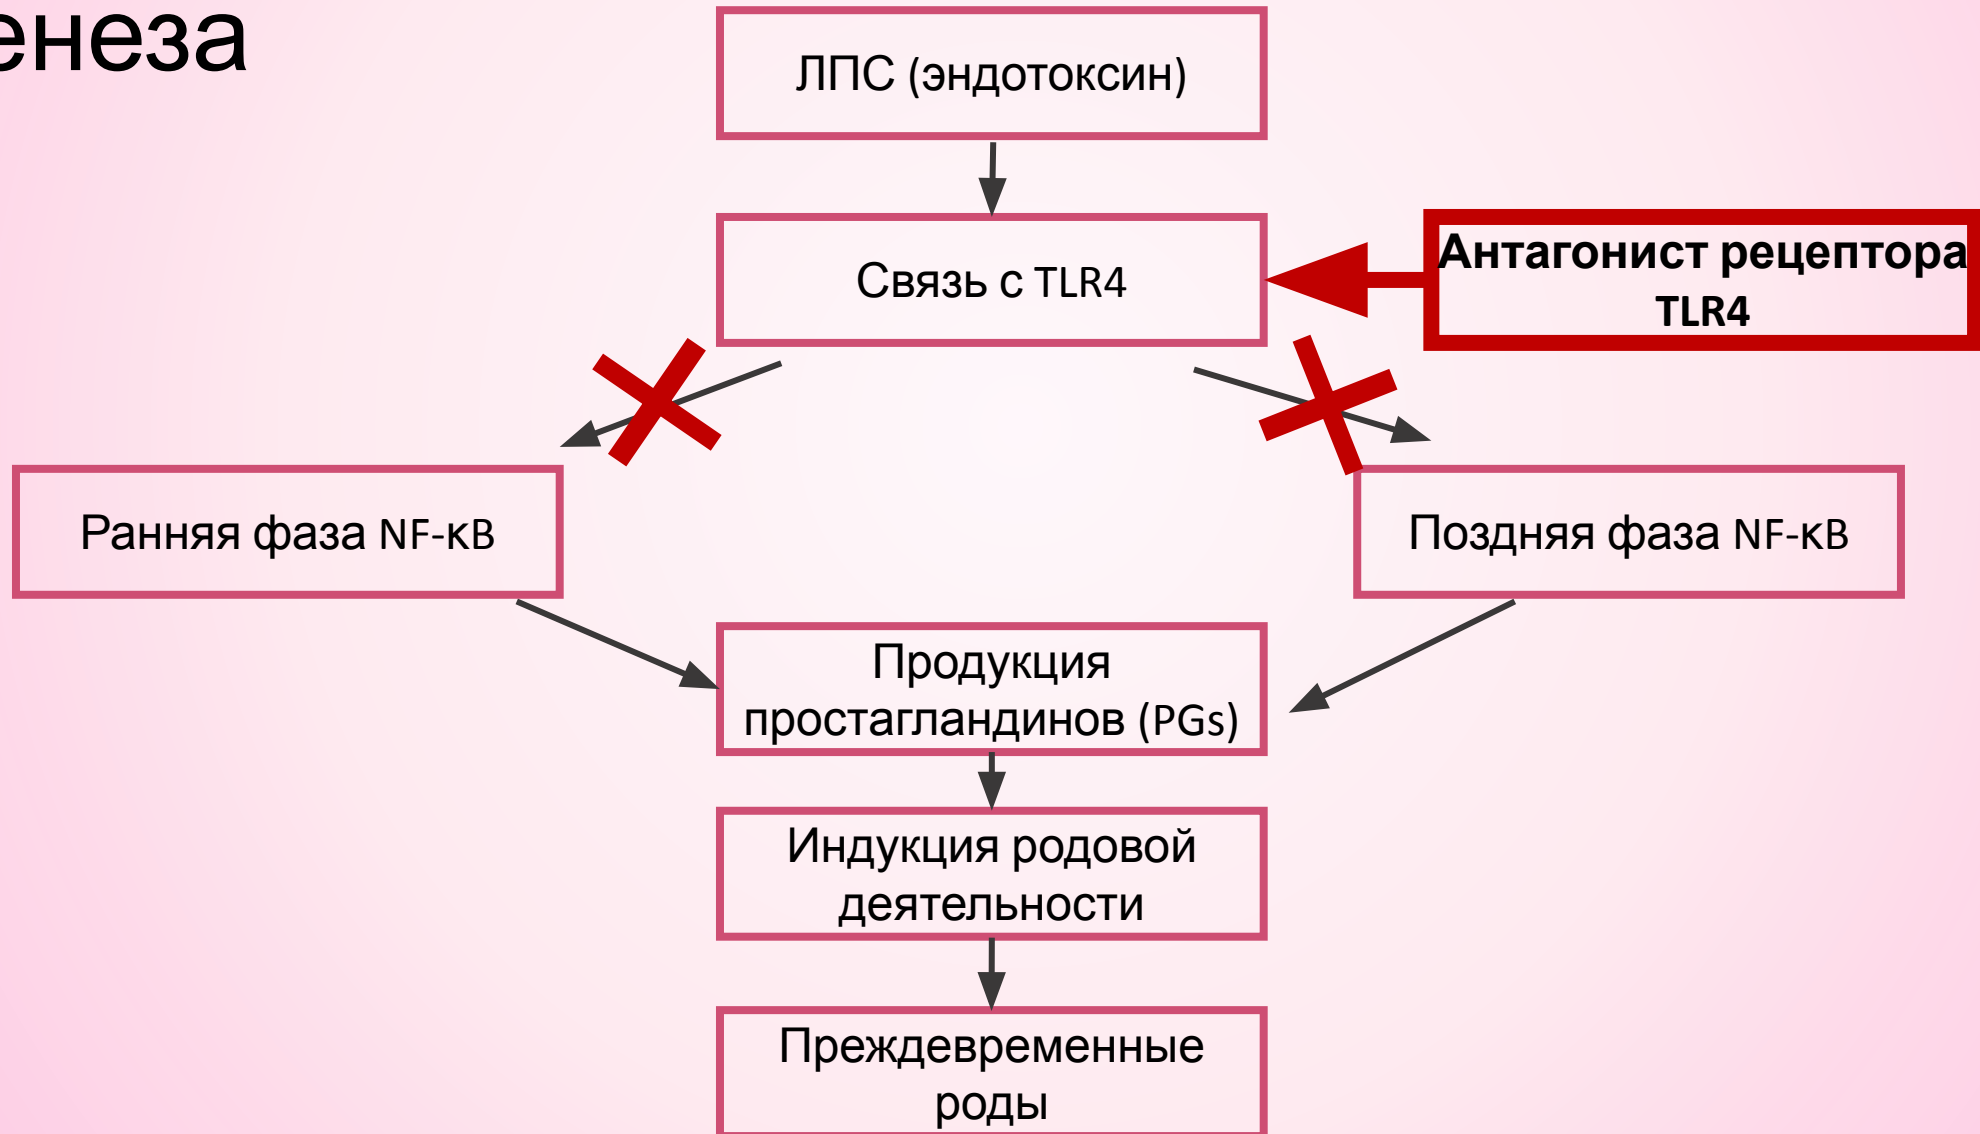 енеза
ЛПС (эндотоксин)
Связь с TLR4
Антагонист рецептора
TLR4
Ранняя фаза NF-κB
Поздняя фаза NF-κB
Продукция
простагландинов (PGs)
Индукция родовой
деятельности
Преждевременные
роды